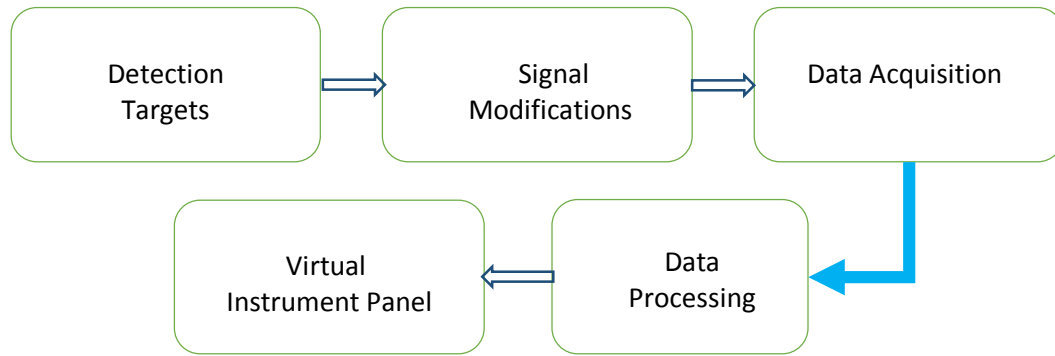 Detection
Targets
Signal
Modifications
Data Acquisition
Data
Processing
Virtual
Instrument Panel